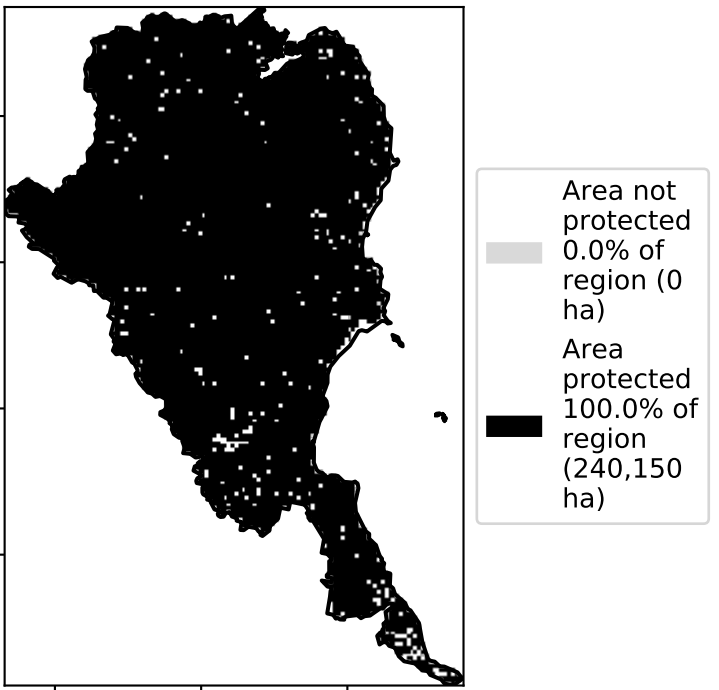 Area not
protected
0.0% of
region (0
ha)
Area
protected
100.0% of
region
(240,150
ha)